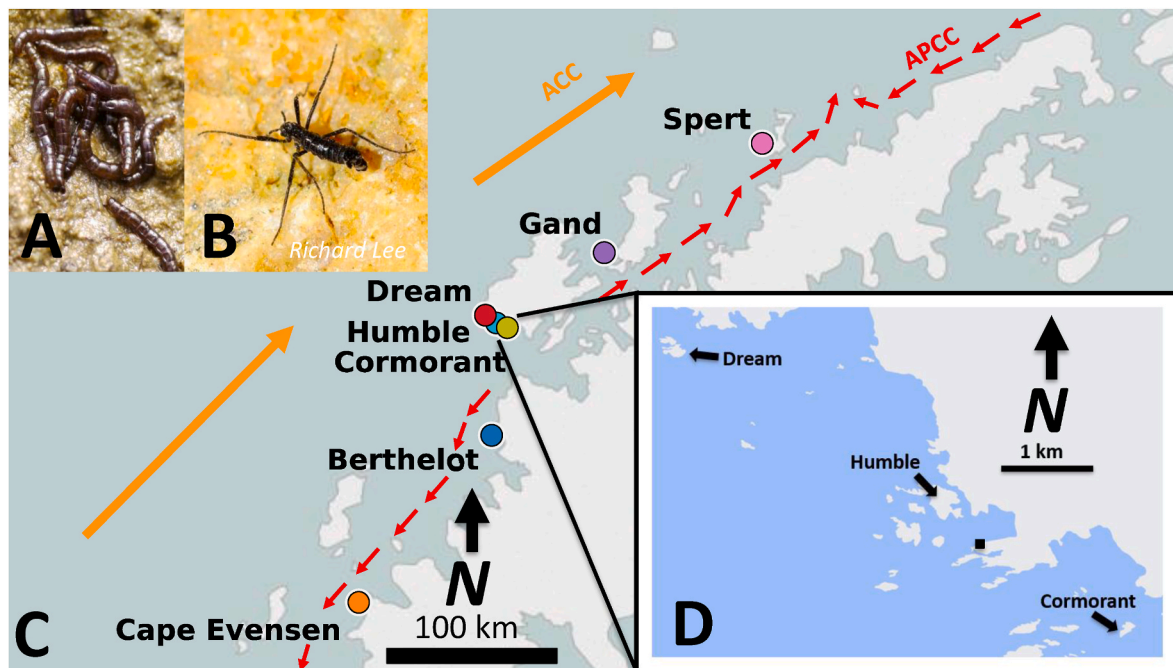 A
B
Richard Lee
ACC
APCC
Spert
Gand
Dream
Humble
Cormorant
Berthelot
N
Cape Evensen
100 km
C
Dream
N
1 km
Humble
Cormorant
D